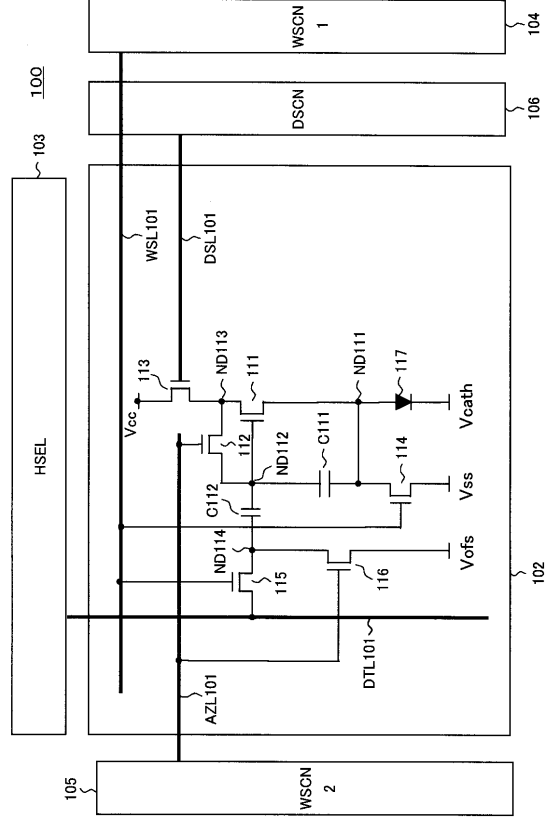 100
103
HSEL
WSCN
1
104
DSCN
106
WSL101
DSL101
Vcc
113
ND113
111
112
ND112
C112
C111
ND111
117
114
ND114
115
116
Vcath
Vss
Vofs
DTL101
AZL101
102
105
WSCN
2